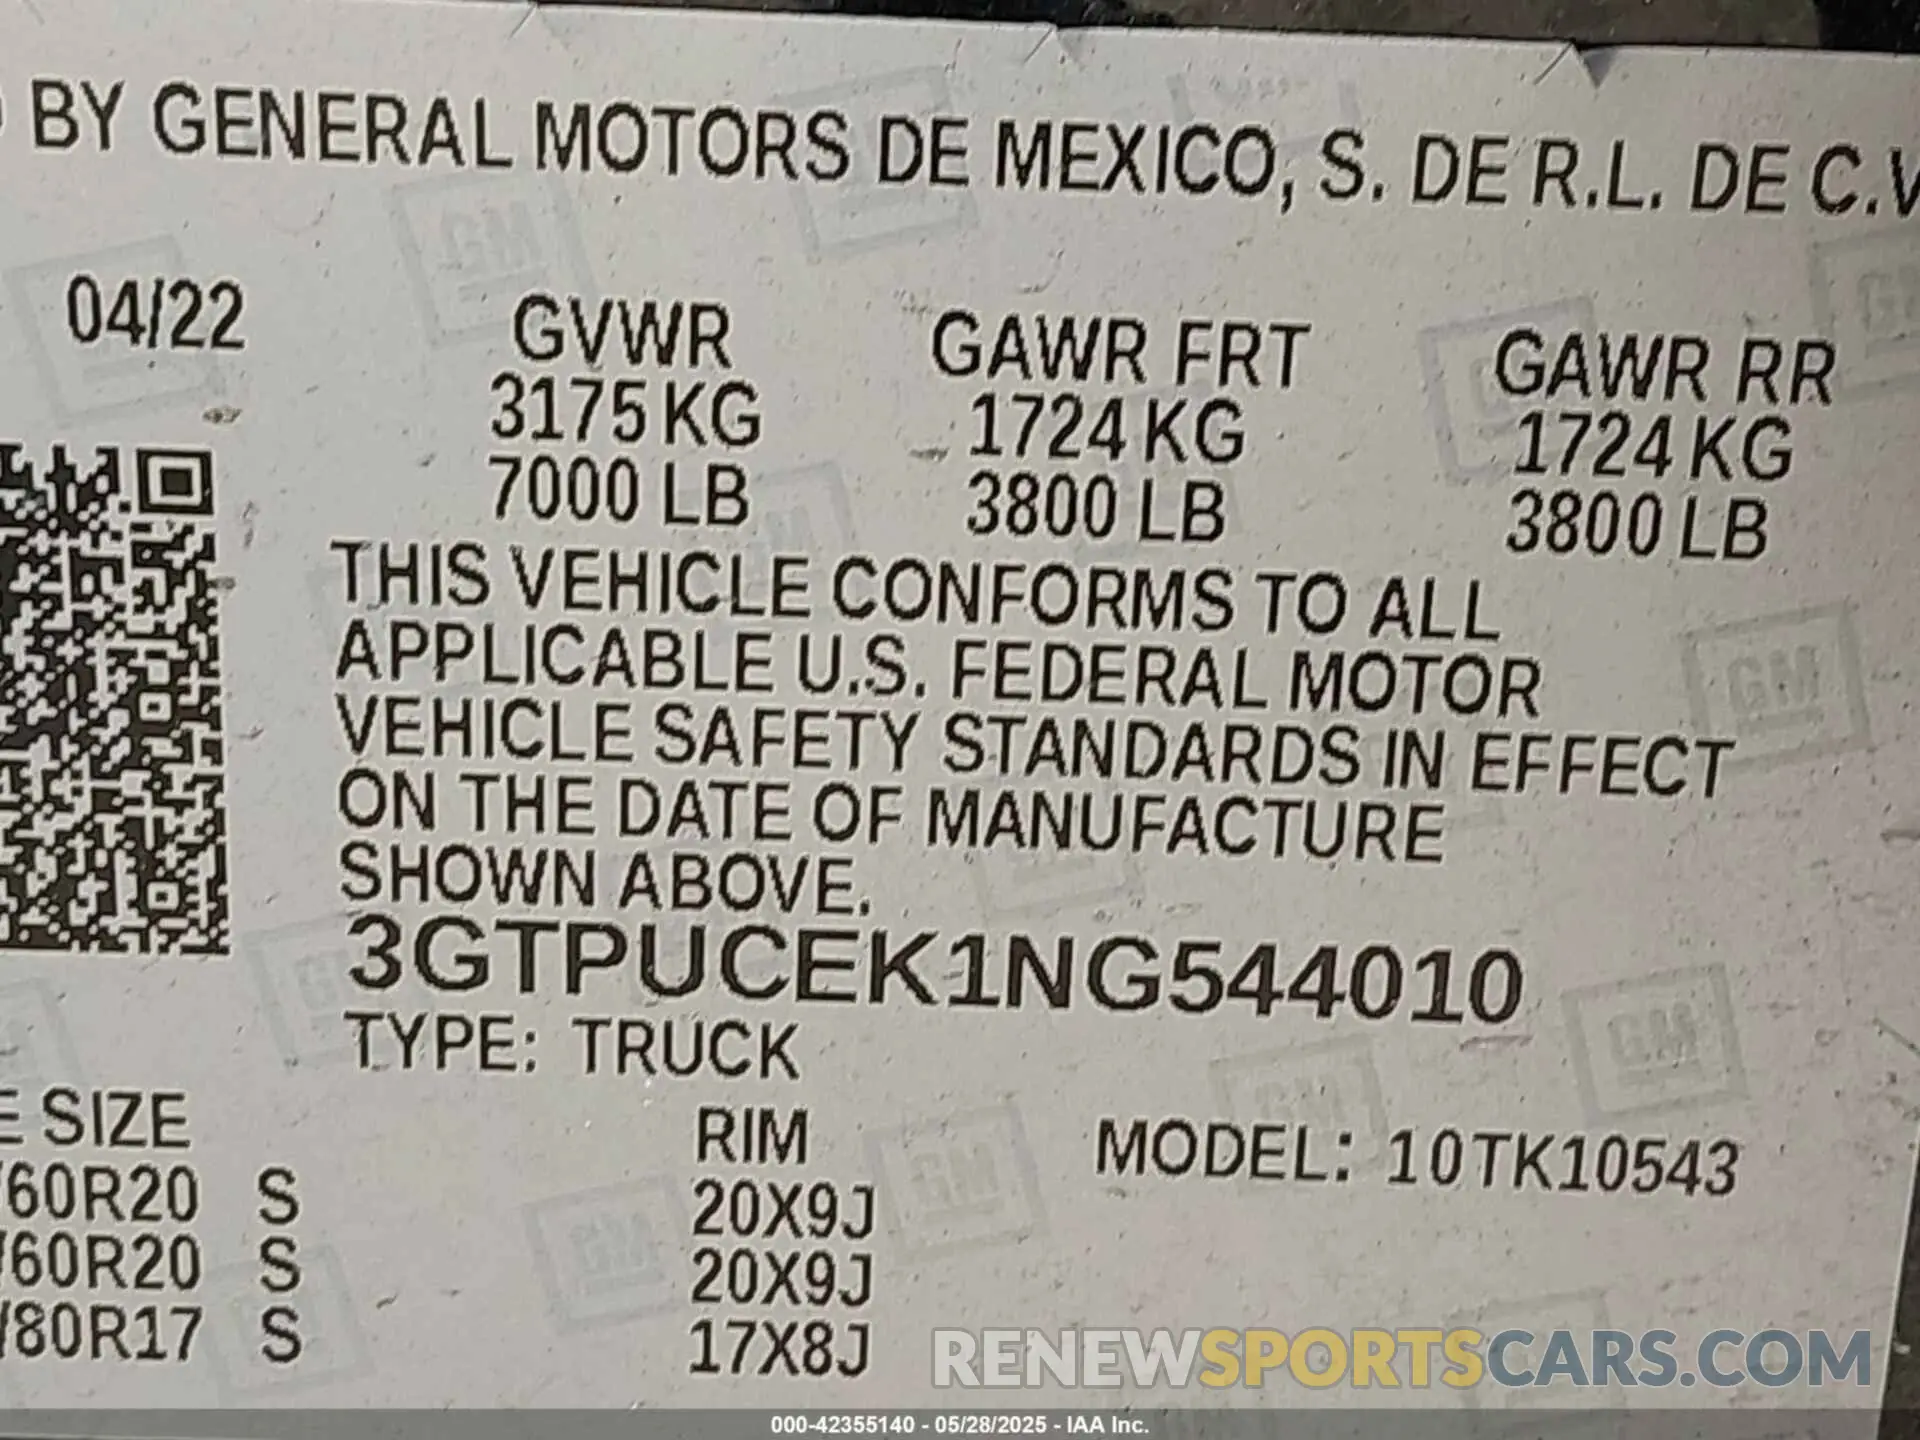 BY GENERAL MOTORS DE MEXICO, S. DE R.L. DE C.V
04/22 GVWR GAWR FRT GAWR RR
3175 KG 1724 KG 1724 KG
7000 LB 3800 LB 3800 LB
THIS VEHICLE CONFORMS TO ALL
APPLICABLE U.S. FEDERAL MOTOR
VEHICLE SAFETY STANDARDS IN EFFECT
ON THE DATE OF MANUFACTURE
SHOWN ABOVE.
3GTPUCEK1NG544010
TYPE: TRUCK
E SIZE RIM MODEL: 10TK10543
/60R20 S 20X9J
/60R20 S 20X9J
/80R17 S 17X8J
RENEWSPORTSCARS.COM
000-42355140 - 05/28/2025 - IAA Inc.